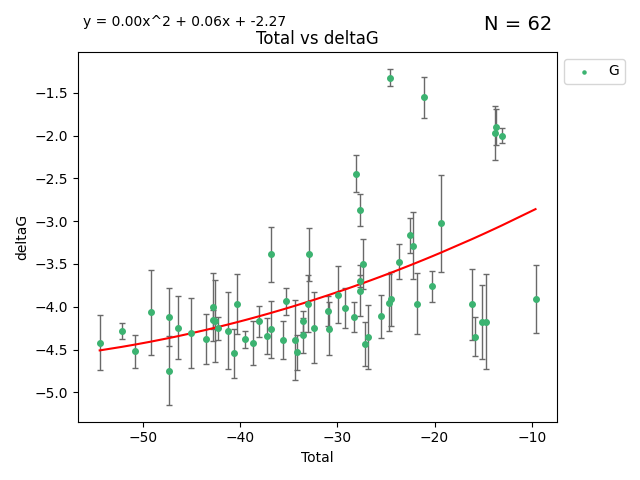 y = 0.00x^2 + 0.06x + -2.27
N = 62
Total vs deltaG
G
−1.5
−2.0
−2.5
−3.0
−3.5
−4.0
−4.5
−5.0
deltaG
−50 −40 −30 −20 −10
Total